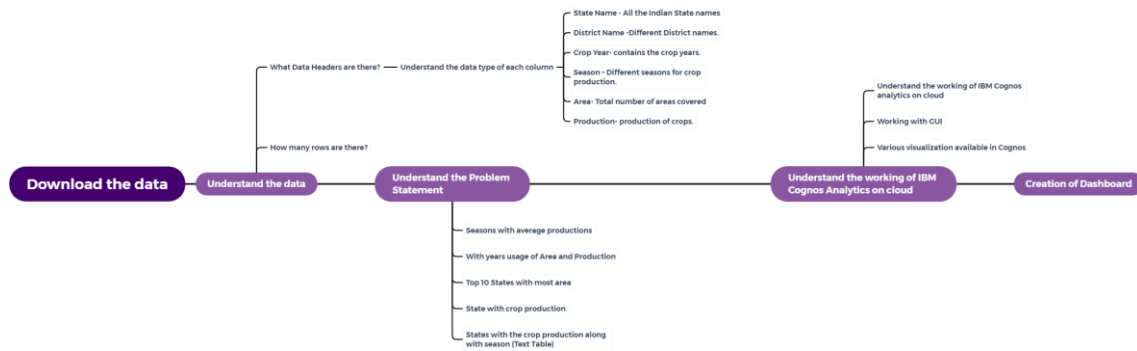 State Name - All the Indian State names
District Name -Different District names.
Crop Year- contains the crop years.
What Data Headers are there?
Understand the data type of each column
Season - Different seasons for crop
production.
Area- Total number of areas covered
Production- production of crops.
How many rows are there?
Understand the working of IBM Cognos
analytics on cloud
Working with GUI
Various visualization available in Cognos
Download the data
Understand the data
Understand the Problem
Statement
Understand the working of IBM
Cognos Analytics on cloud
Creation of Dashboard
Seasons with average productions
With years usage of Area and Production
Top 10 States with most area
State with crop production
States with the crop production along
with season (Text Table)